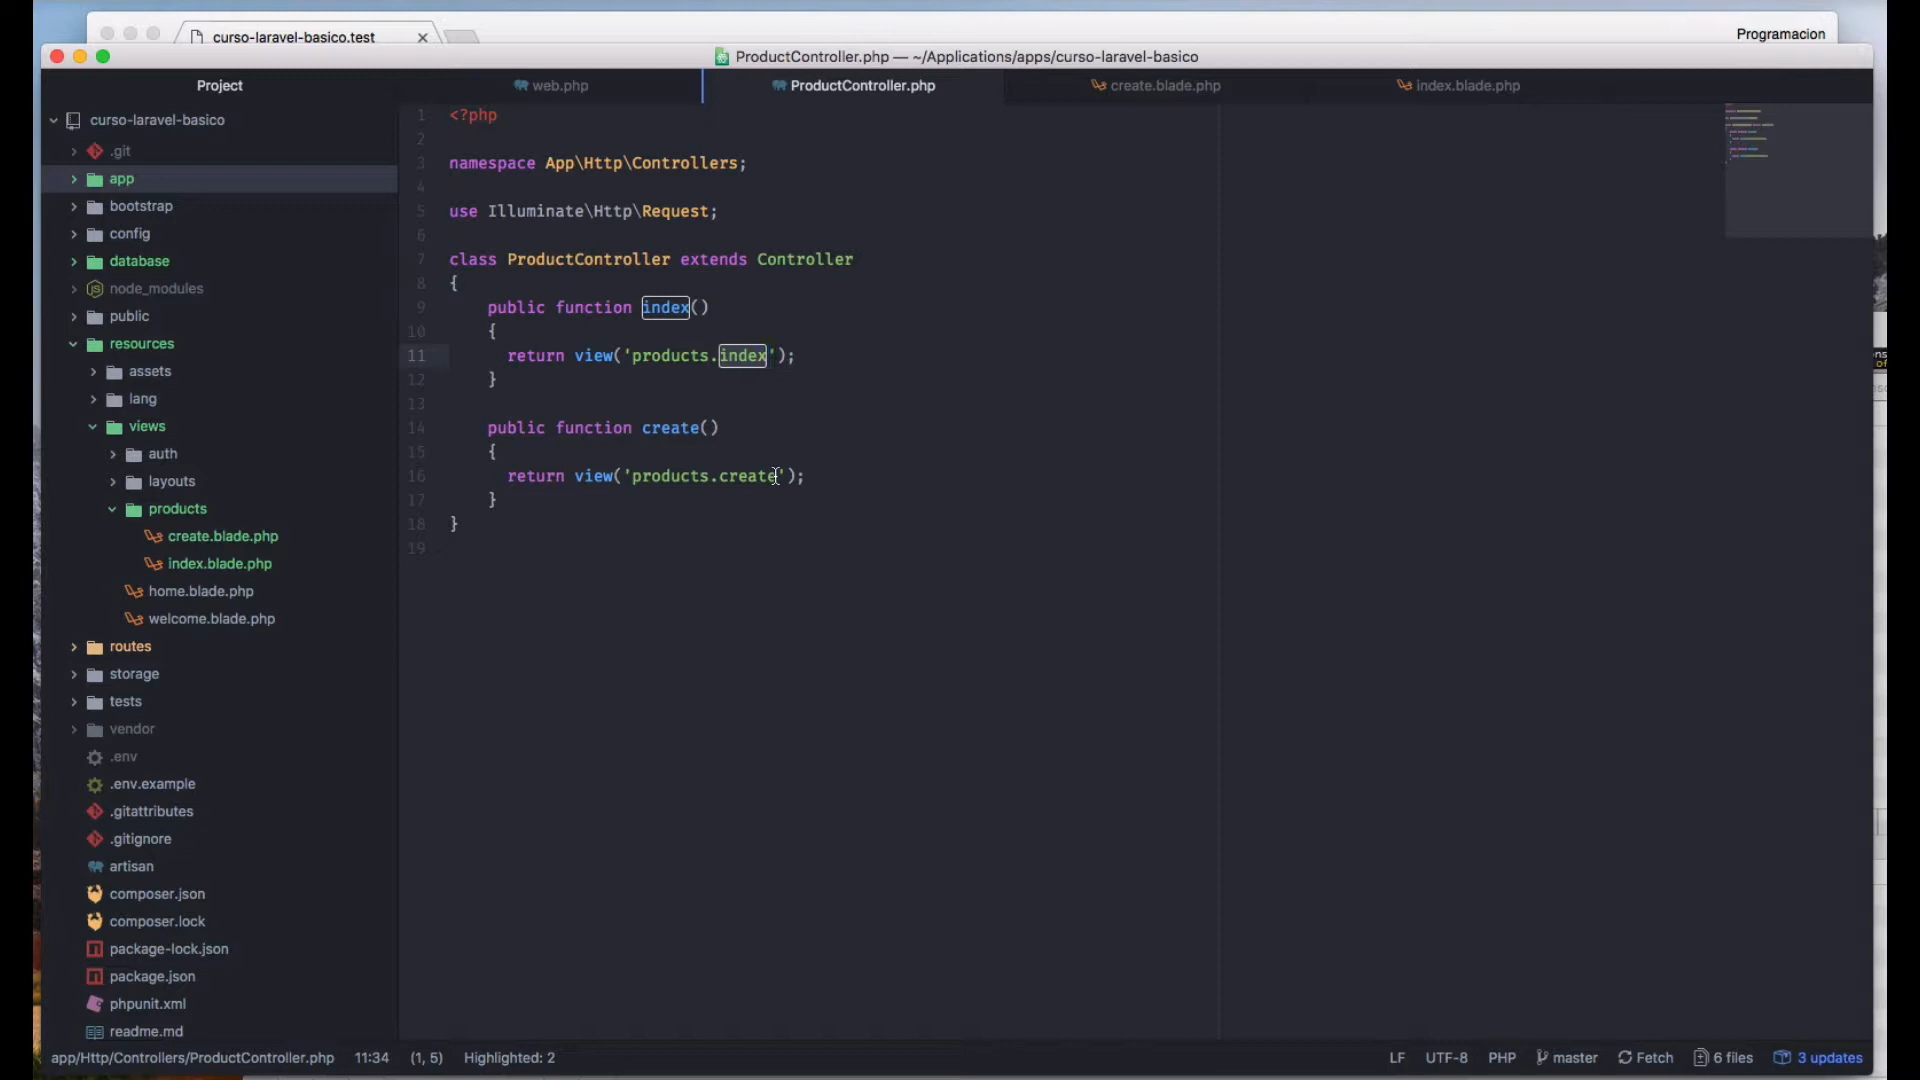 curso-laravel-basico.test
Programacion
ProductController.php — ~/Applications/apps/curso-laravel-basico
Project
web.php
ProductController.php
create.blade.php
index.blade.php
curso-laravel-basico
.git
app
bootstrap
config
database
node_modules
public
resources
assets
lang
views
auth
layouts
products
create.blade.php
index.blade.php
home.blade.php
welcome.blade.php
routes
storage
tests
vendor
.env
.env.example
.gitattributes
.gitignore
artisan
composer.json
composer.lock
package-lock.json
package.json
phpunit.xml
readme.md
1 <?php
2
3 namespace App\Http\Controllers;
4
5 use Illuminate\Http\Request;
6
7 class ProductController extends Controller
8 {
9 public function index()
10 {
11 return view('products.index');
12 }
13
14 public function create()
15 {
16 return view('products.create');
17 }
18 }
19
app/Http/Controllers/ProductController.php 11:34 (1, 5) Highlighted: 2
LF UTF-8 PHP master Fetch 6 files 3 updates